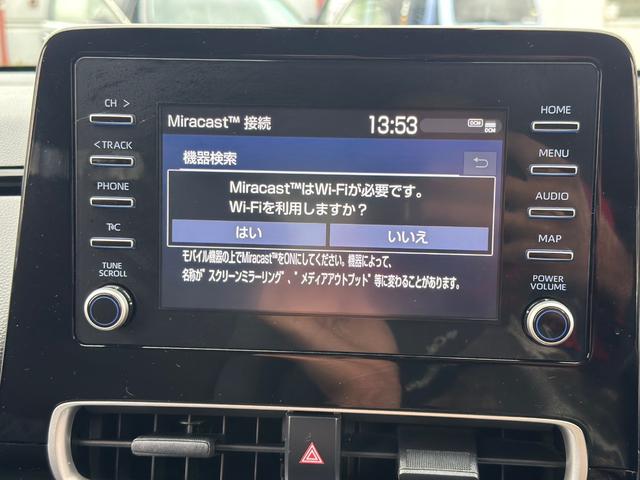 CH >
< TRACK
PHONE
T&C
TUNE
SCROLL
Miracast™ 接続
13:53
DCM
DCM
機器検索
Miracast™はWi-Fiが必要です。
Wi-Fiを利用しますか？
はい
いいえ
モバイル機器の上でMiracast™をONにしてください。機器によって、
名称が"スクリーンミラーリング"、"メディアアウトプット"等に変わることがあります。
HOME
MENU
AUDIO
MAP
POWER
VOLUME